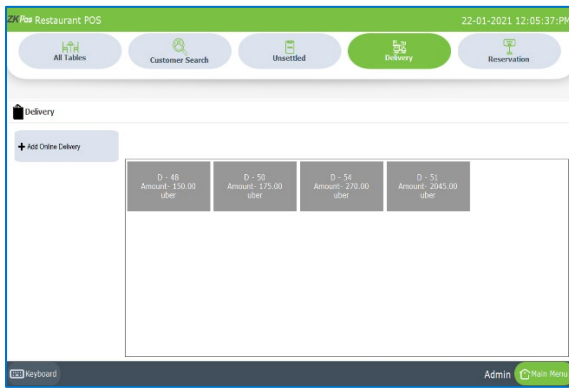 ZKPos Restaurant POS
22-01-2021 12:05:37:PM
All Tables
Customer Search
Unsettled
Delivery
Reservation
Delivery
+ Add Online Delivery
D - 48
Amount- 150.00
uber
D - 50
Amount- 175.00
uber
D - 54
Amount- 270.00
uber
D - 51
Amount- 2045.00
uber
Keyboard
Admin
Main Menu